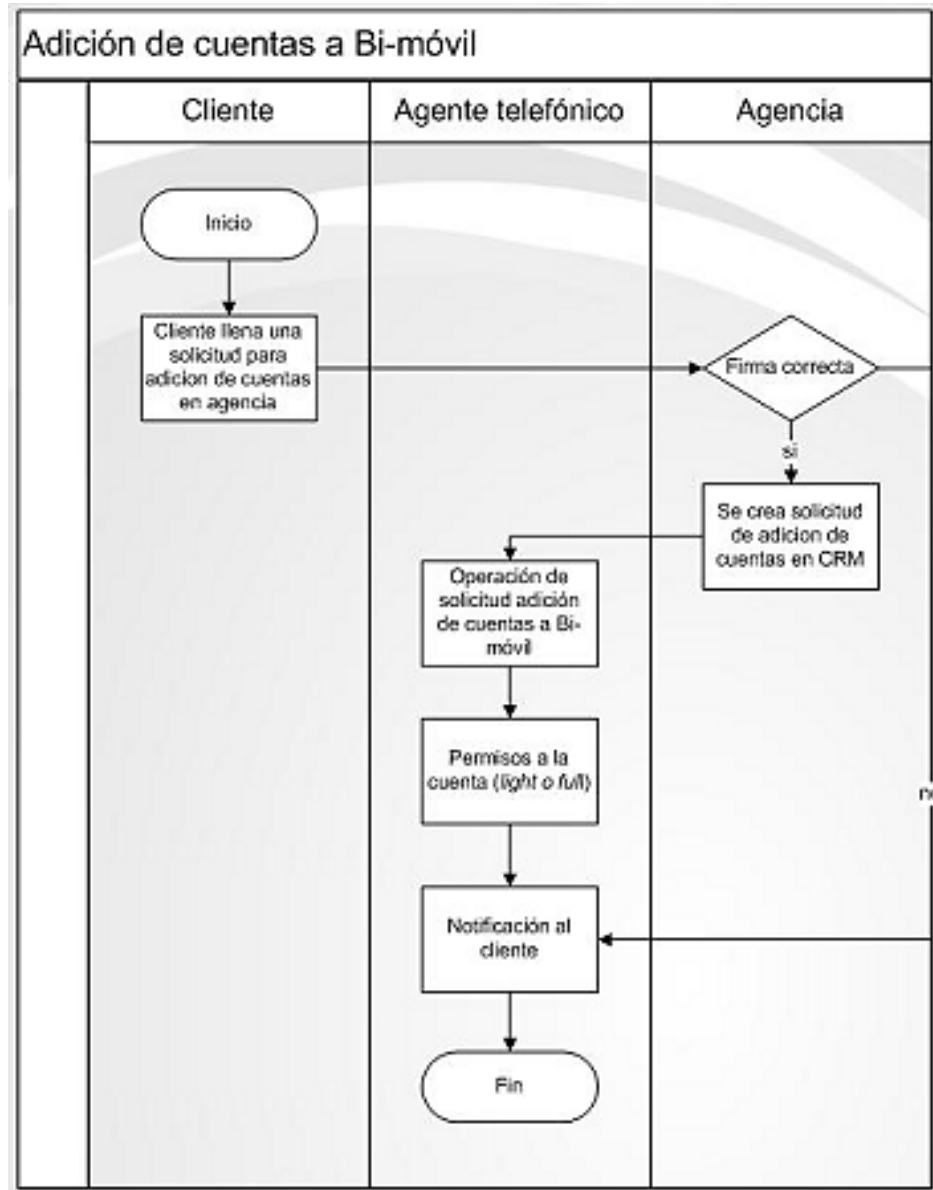 Adición de cuentas a Bi-móvil
Cliente
Agente telefónico
Agencia
Inicio
Cliente llena una
solicitud para
adicion de cuentas
en agencia
Firma correcta
si
Se crea solicitud
de adicion de
cuentas en CRM
Operación de
solicitud adición
de cuentas a Bi-
móvil
Permisos a la
cuenta (light o full)
Notificación al
cliente
Fin